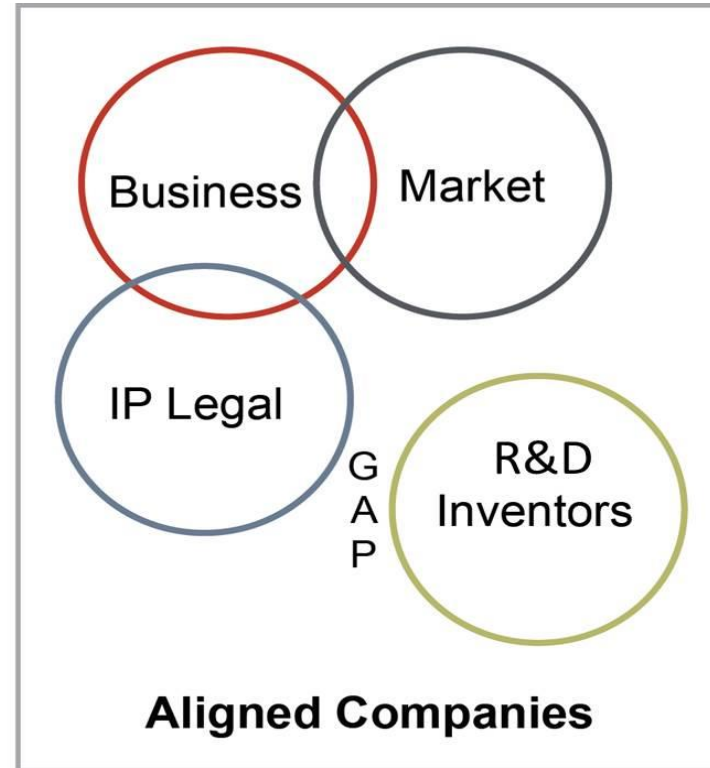 Business
Market
IP Legal
G
A
P
R&D
Inventors
Aligned Companies